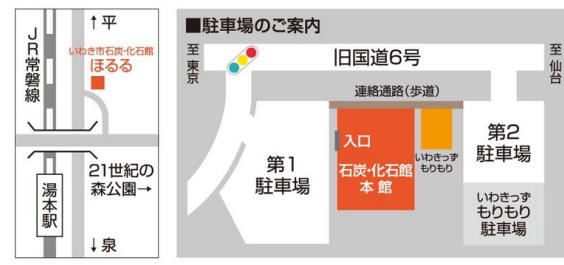 ↑平
JR常磐線
いわき市石炭・化石館
ほるる
21世紀の
森公園→
湯本駅
↓泉
■駐車場のご案内
至東京
旧国道6号
至仙台
連絡通路(歩道)
入口
石炭・化石館
本館
いわきっず
もりもり
第1
駐車場
第2
駐車場
いわきっず
もりもり
駐車場